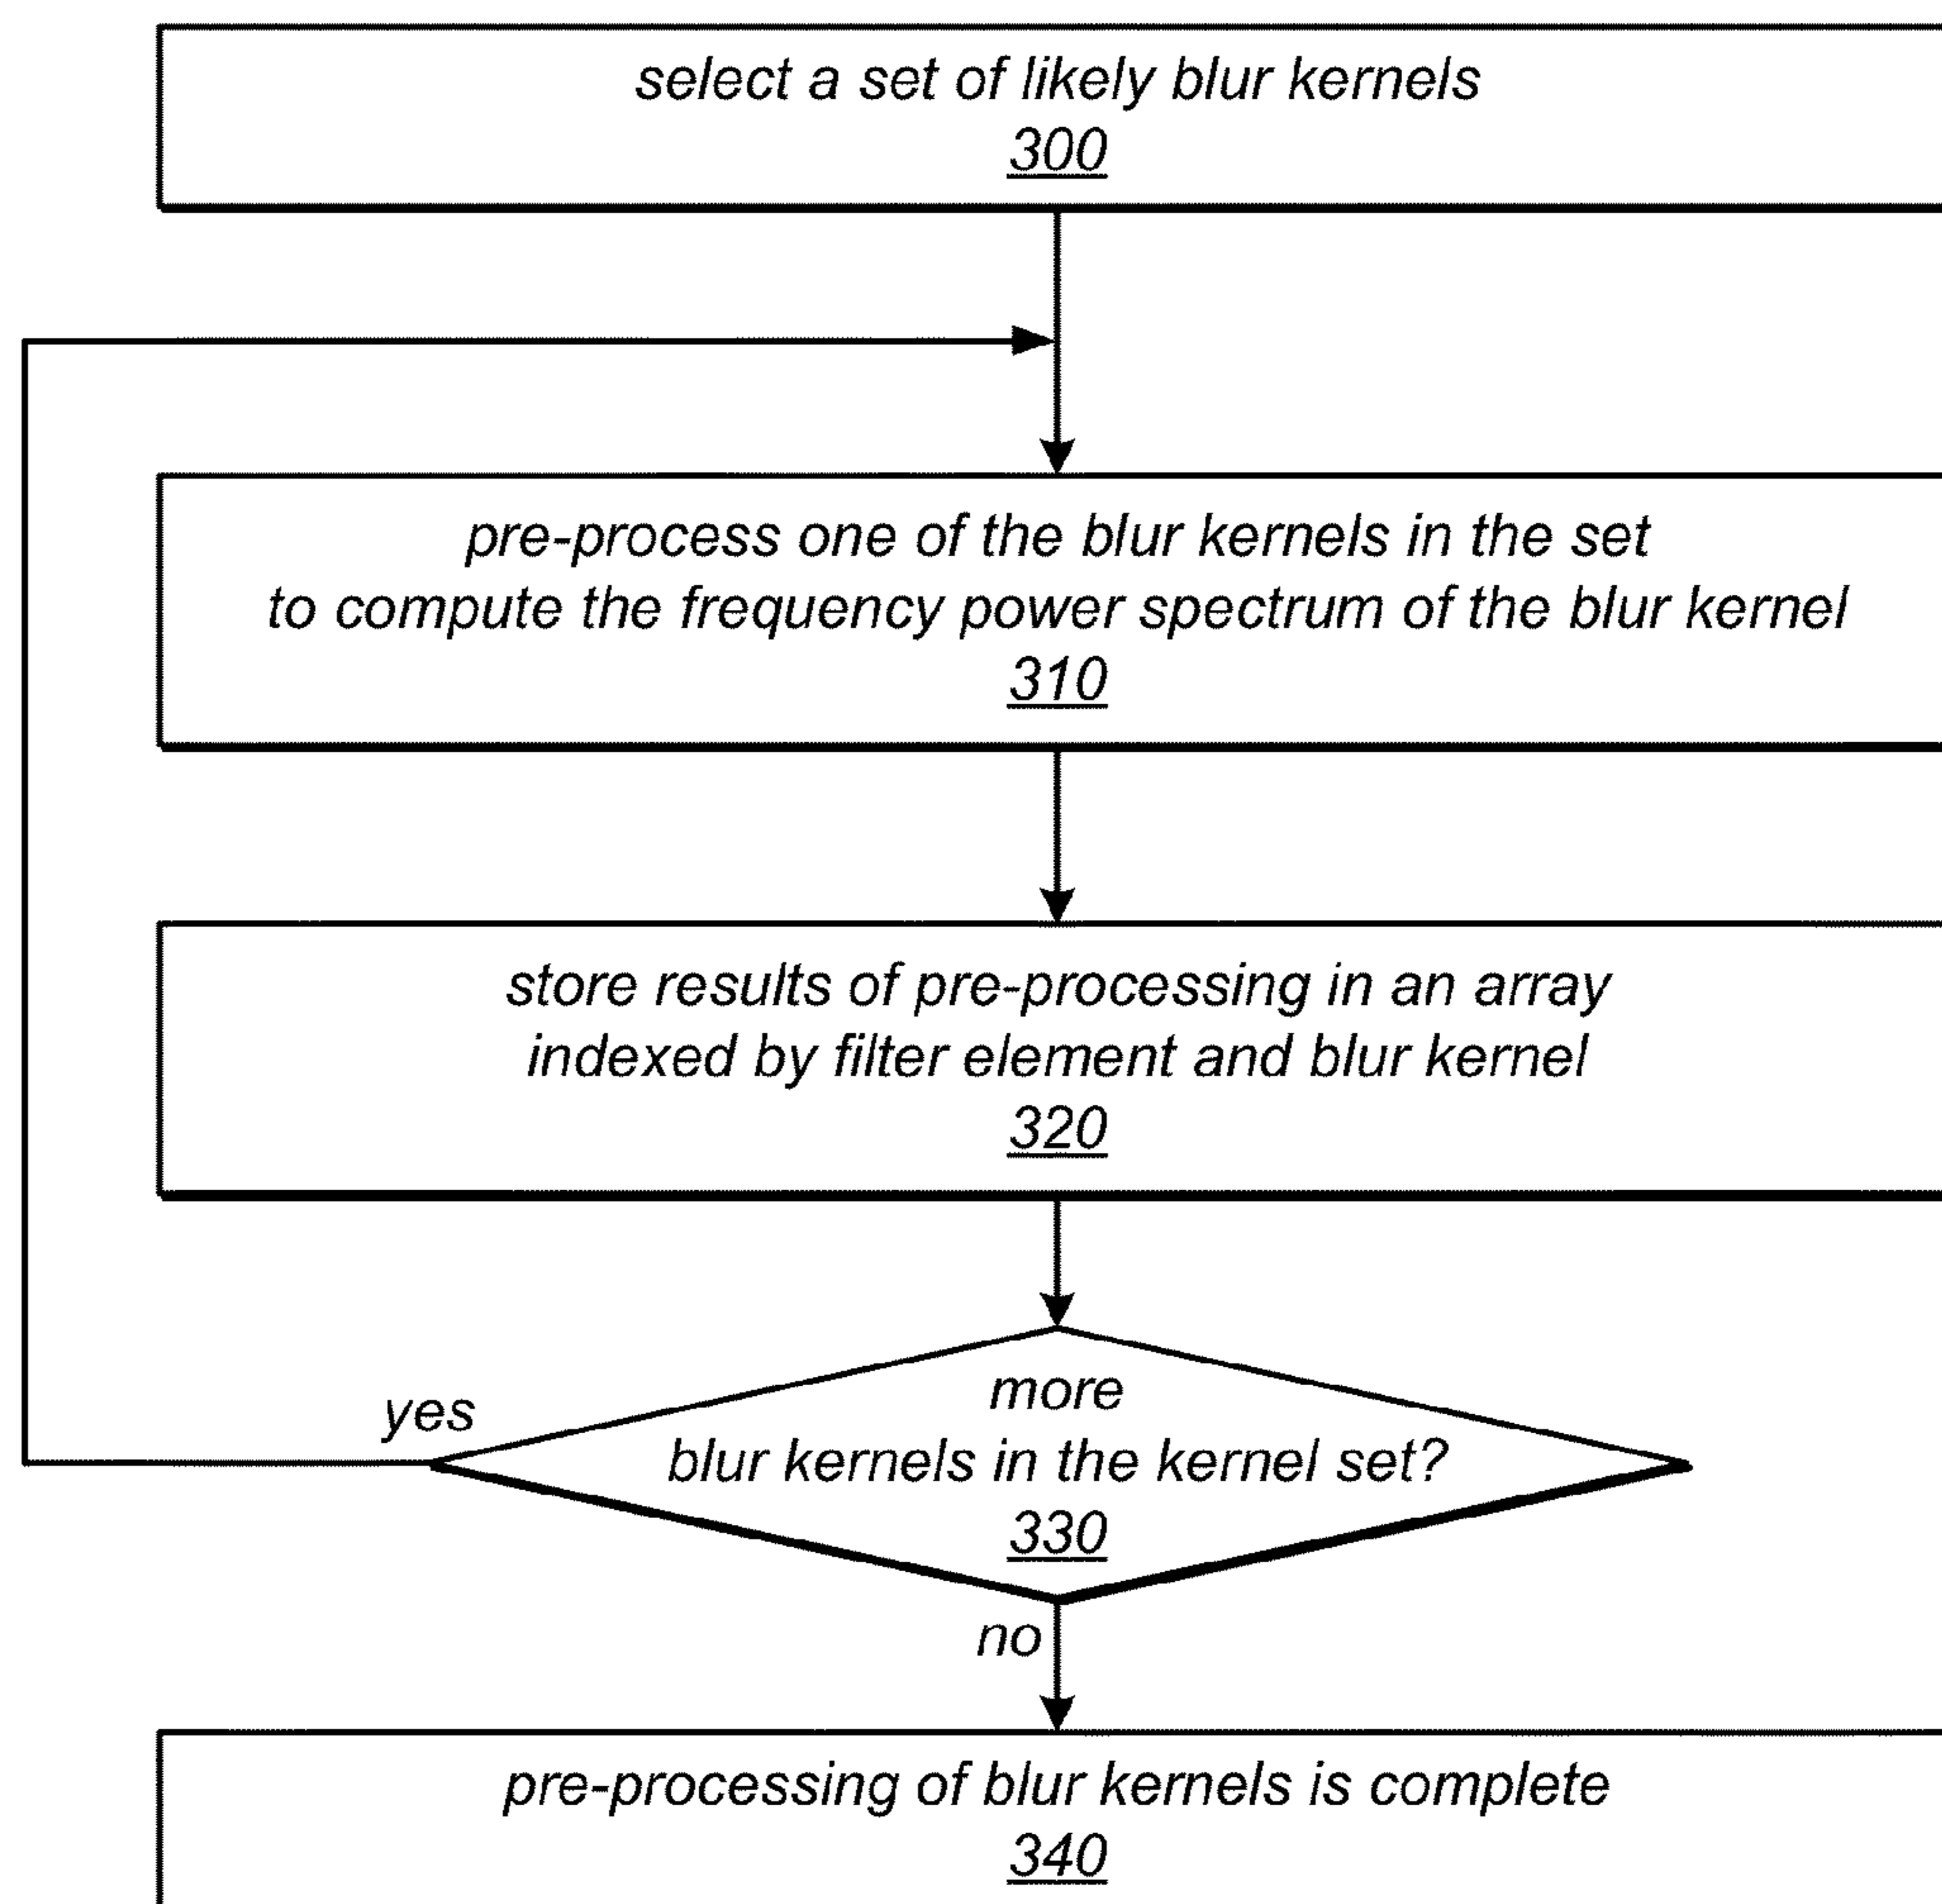 select a set of likely blur kernels
300
pre-process one of the blur kernels in the set
to compute the frequency power spectrum of the blur kernel
310
store results of pre-processing in an array
indexed by filter element and blur kernel
320
yes
more
blur kernels in the kernel set?
330
no
pre-processing of blur kernels is complete
340